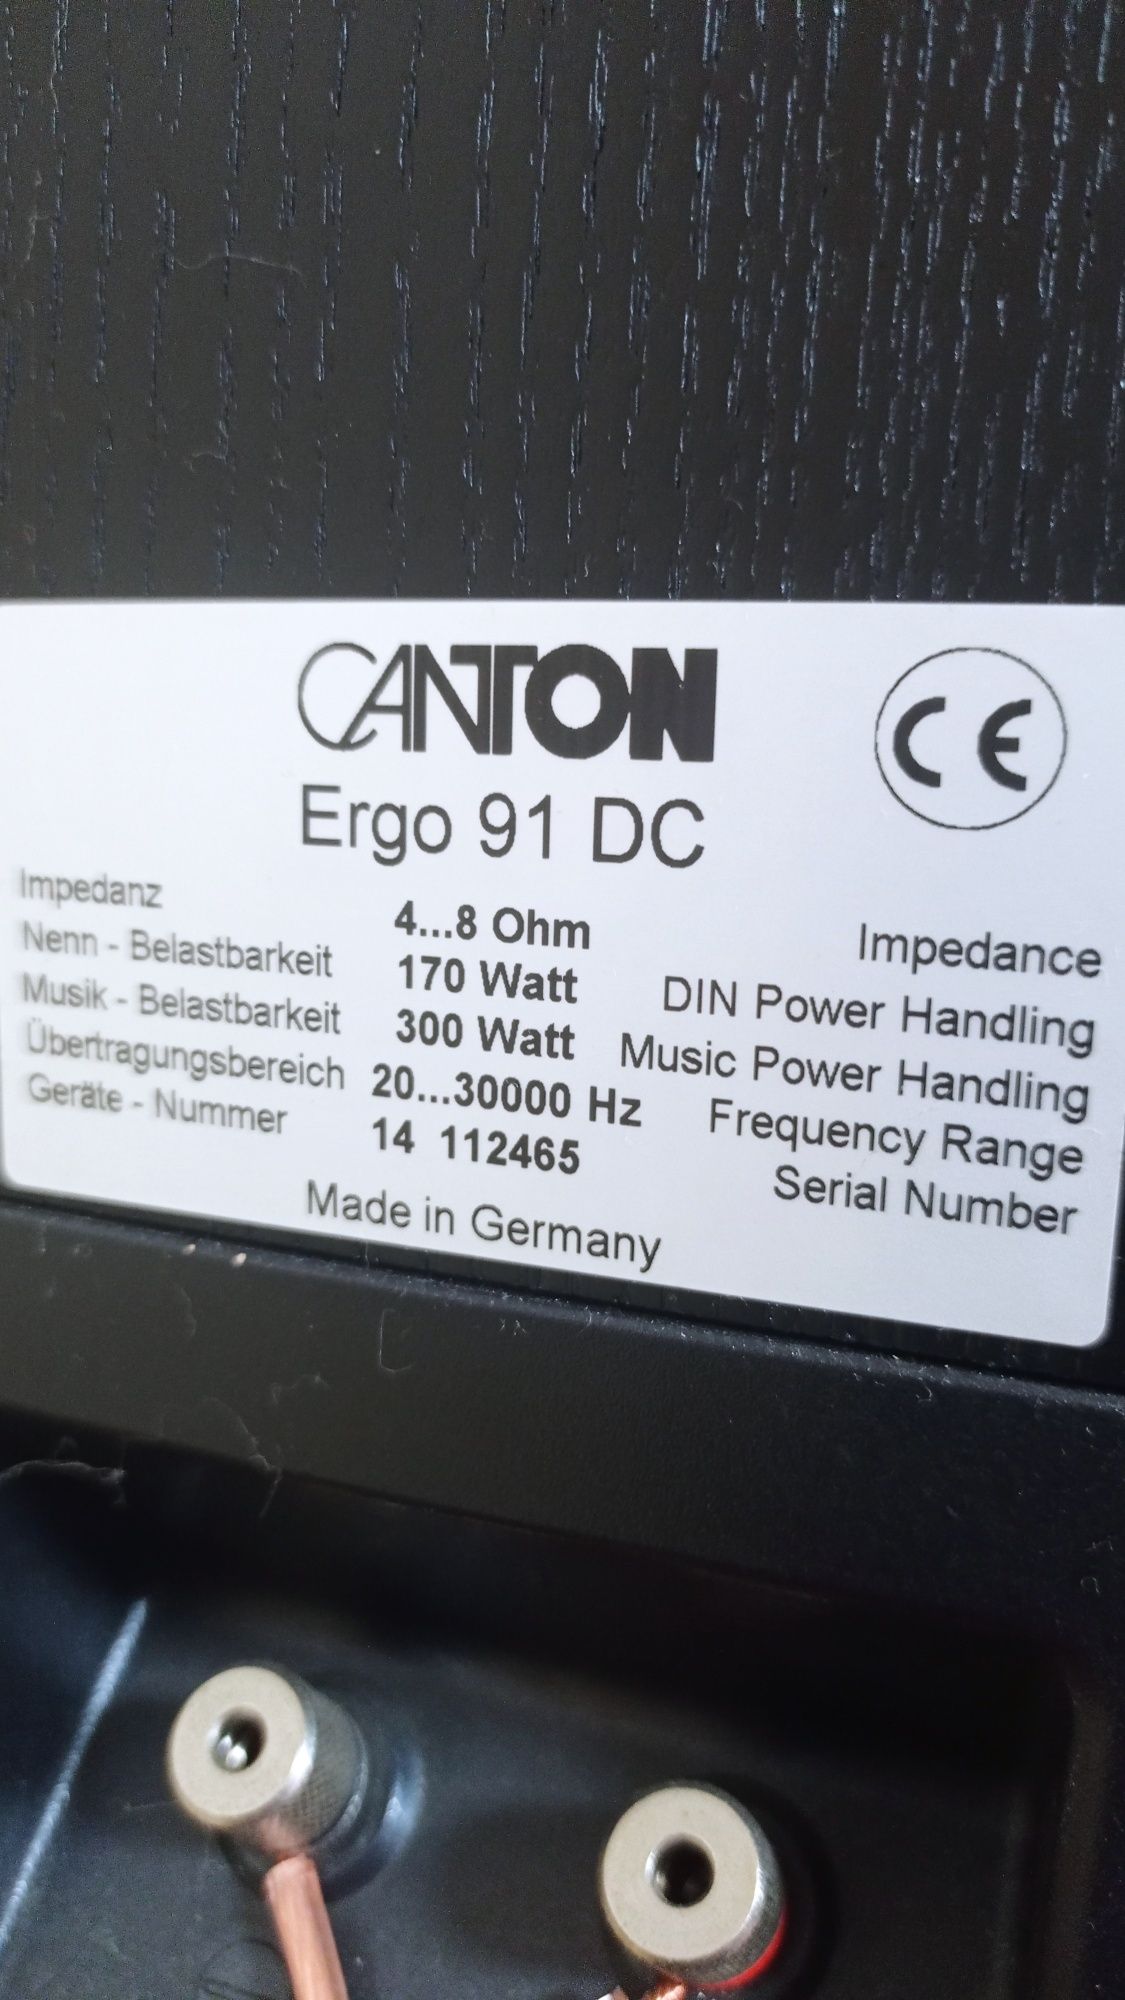 CANTON
CE
Ergo 91 DC
Impedanz 4...8 Ohm Impedance
Nenn - Belastbarkeit 170 Watt DIN Power Handling
Musik - Belastbarkeit 300 Watt Music Power Handling
Übertragungsbereich 20...30000 Hz Frequency Range
Geräte - Nummer 14 112465 Serial Number
Made in Germany